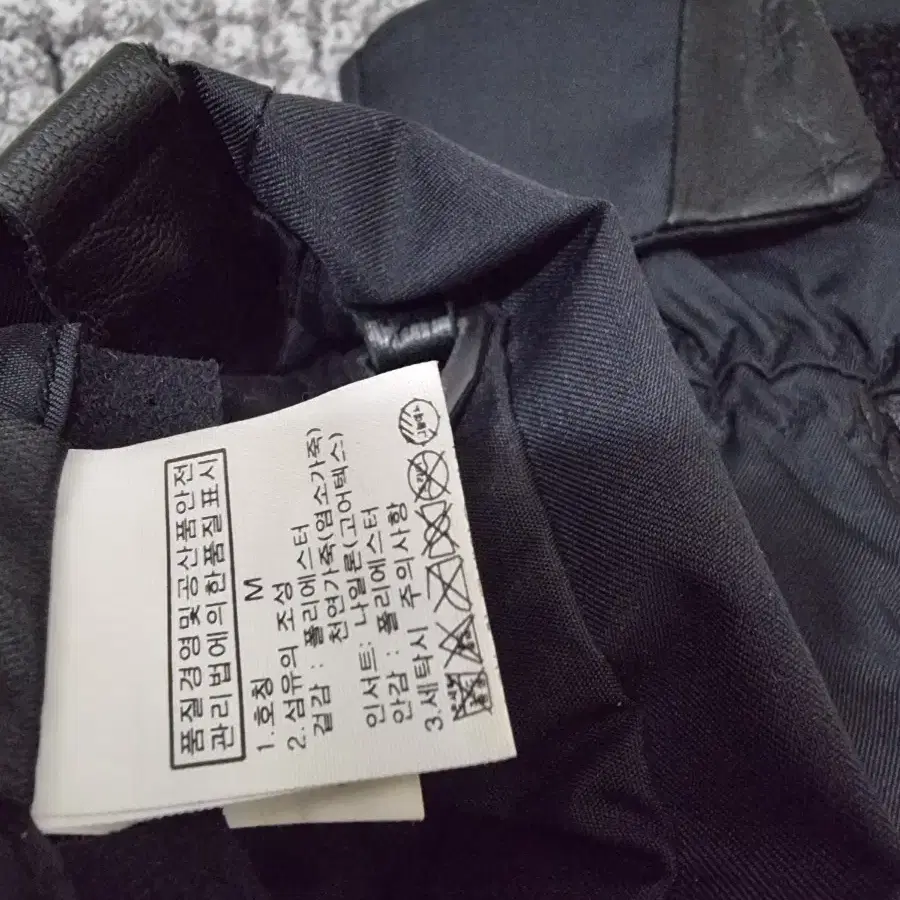 품질경영및공산품안전
관리법에의한품질표시
1.호칭 M
2.섬유의 조성
겉감 : 폴리에스터
천연가죽(염소가죽)
인서트: 나일론(고어텍스)
안감 : 폴리에스터
3.세탁시 주의사항